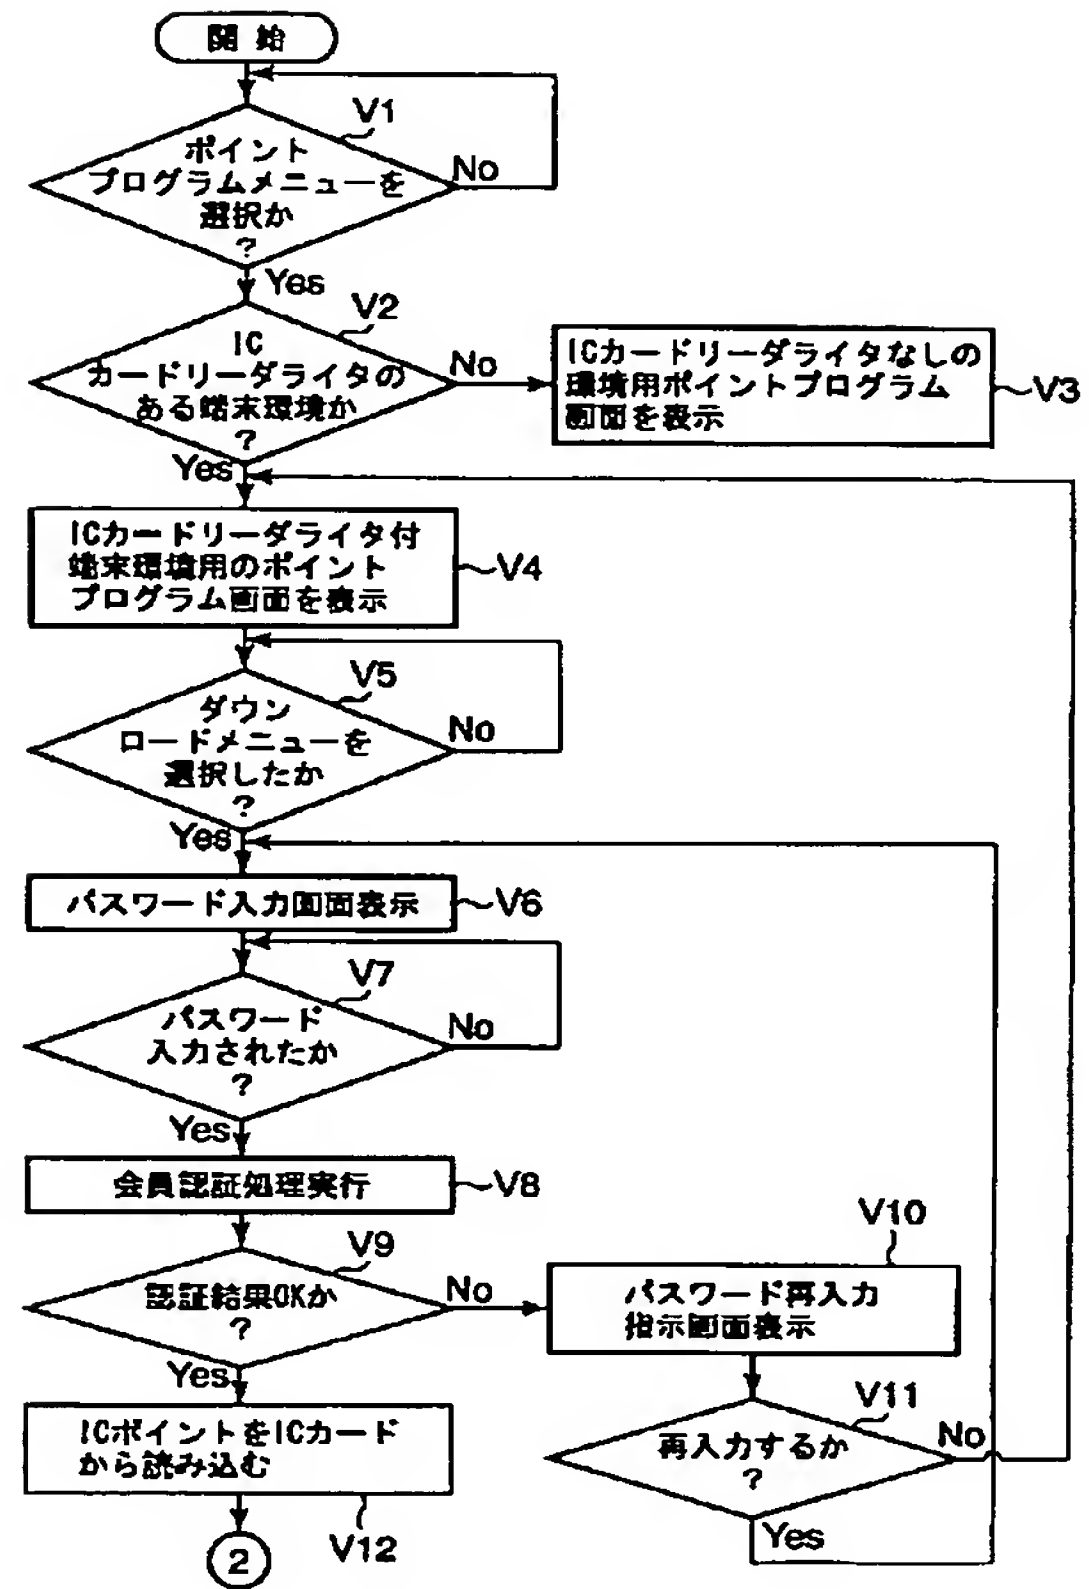 開始
V1
ポイント
プログラムメニューを
選択か
?
No
Yes
V2
IC
カードリーダライタの
ある端末環境か
?
No
ICカードリーダライタなしの
環境用ポイントプログラム
画面を表示
V3
Yes
ICカードリーダライタ付
端末環境用のポイント
プログラム画面を表示
V4
V5
ダウン
ロードメニューを
選択したか
?
No
Yes
パスワード入力画面表示
V6
V7
パスワード
入力されたか
?
No
Yes
会員認証処理実行
V8
V9
認証結果OKか
?
No
V10
パスワード再入力
指示画面表示
Yes
V11
再入力するか
?
No
Yes
ICポイントをICカード
から読み込む
V12
2